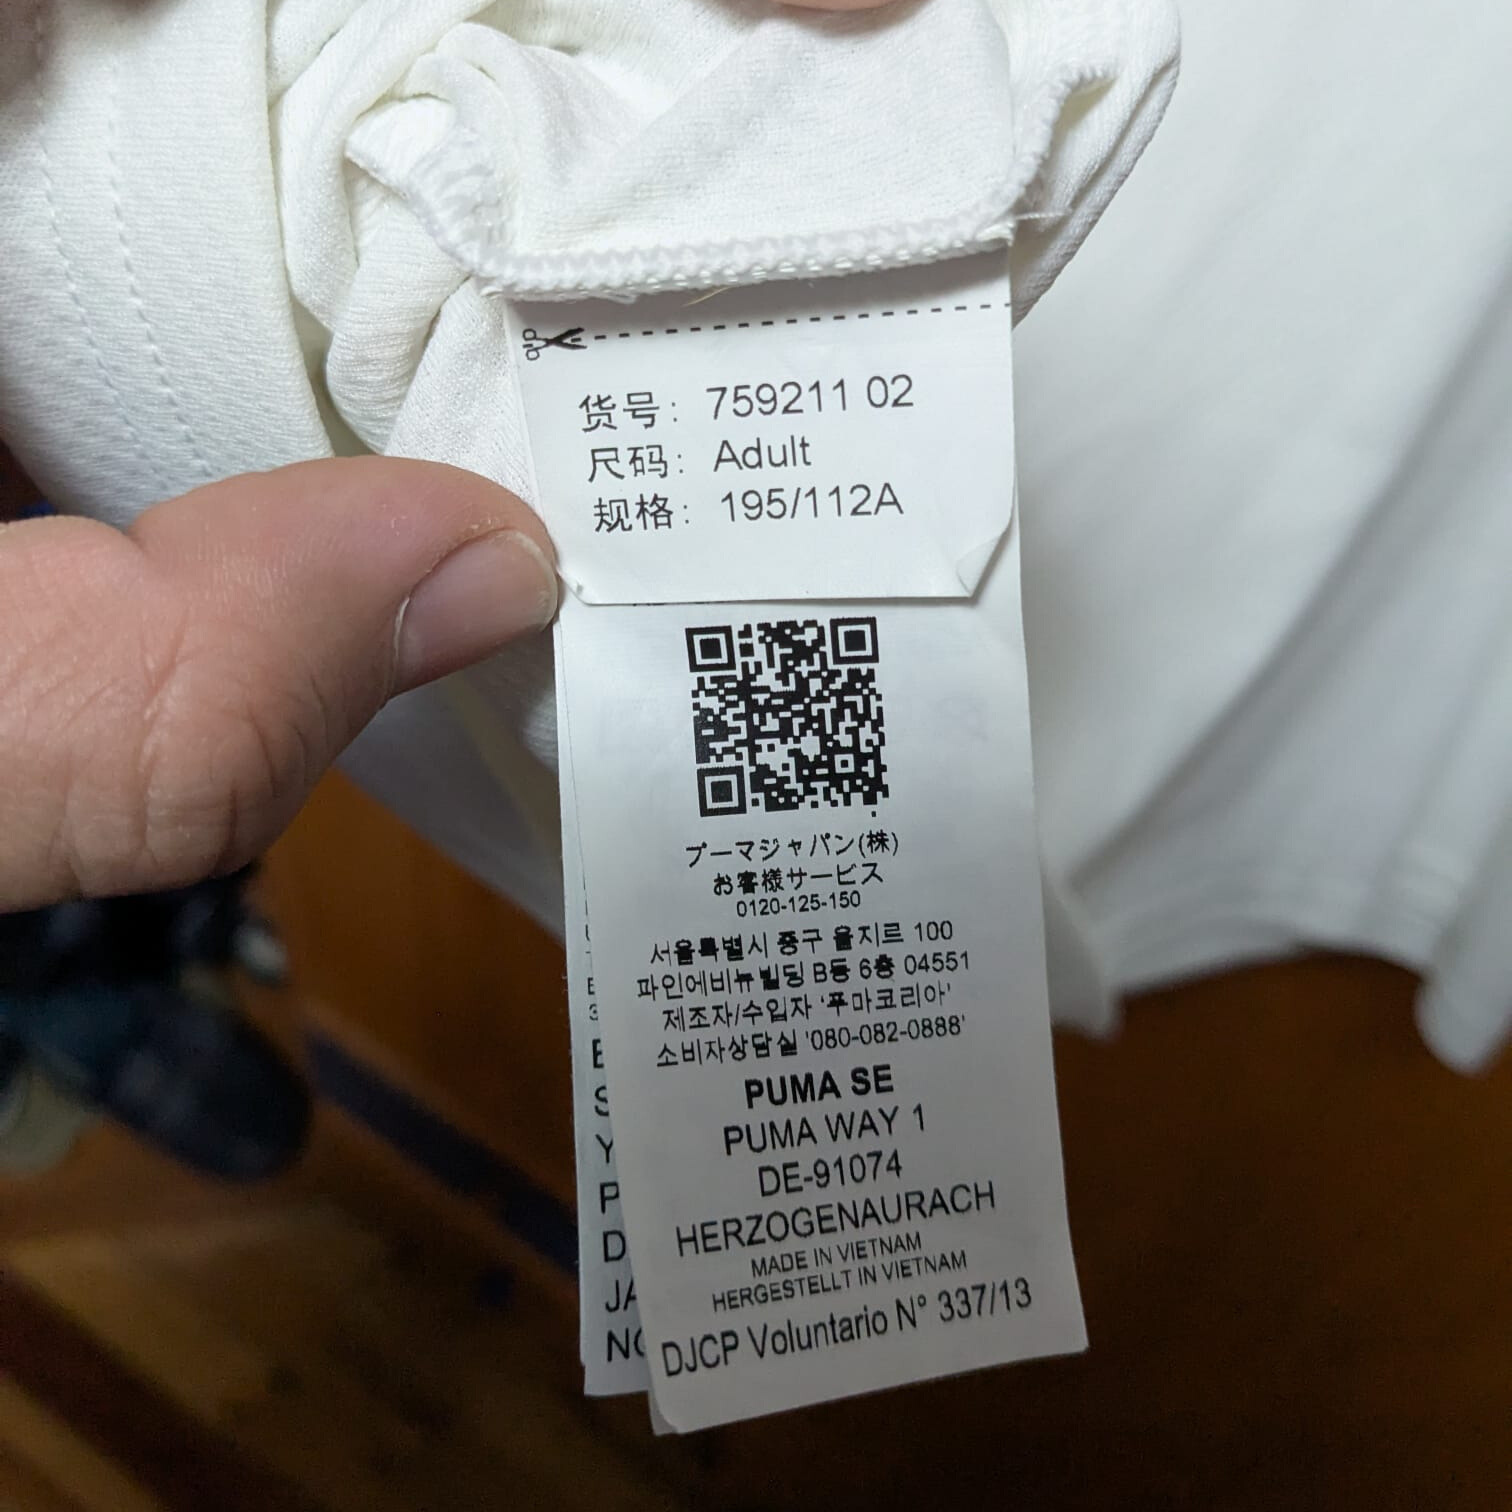 货号: 759211 02
尺码: Adult
规格: 195/112A
プーマジャパン(株)
お客様サービス
0120-125-150
서울특별시 중구 을지르 100
파인에비뉴빌딩 B동 6층 04551
제조자/수입자 '푸마코리아'
소비자상담실 '080-082-0888'
PUMA SE
PUMA WAY 1
DE-91074
HERZOGENAURACH
MADE IN VIETNAM
HERGESTELLT IN VIETNAM
DJCP Voluntario N° 337/13